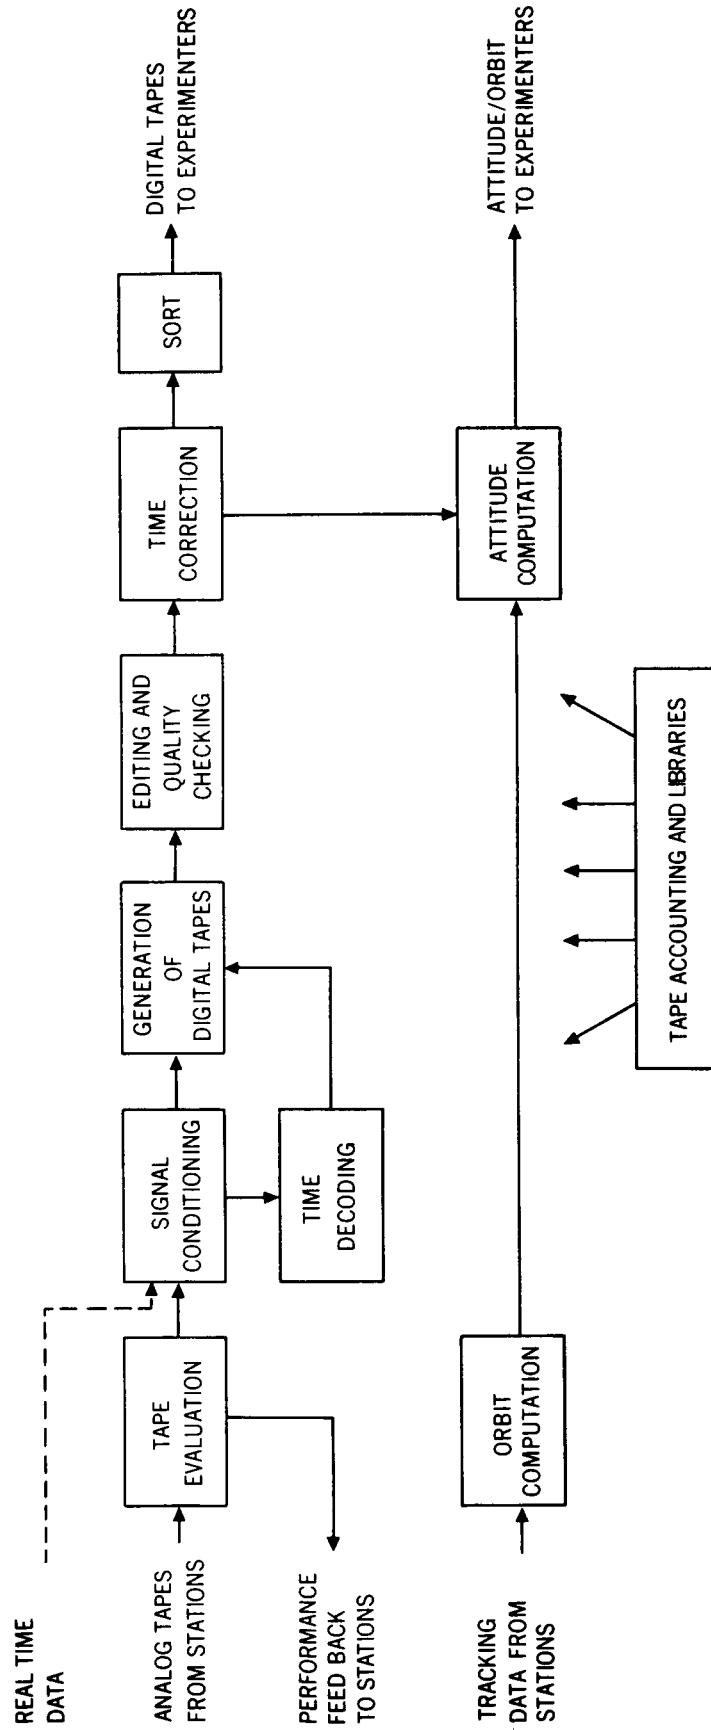 REAL TIME
DATA
ANALOG TAPES
FROM STATIONS
TAPE
EVALUATION
SIGNAL
CONDITIONING
GENERATION
OF
DIGITAL TAPES
EDITING AND
QUALITY
CHECKING
TIME
CORRECTION
SORT
DIGITAL TAPES
TO EXPERIMENTERS
PERFORMANCE
FEED BACK
TO STATIONS
TIME
DECODING
TRACKING
DATA FROM
STATIONS
ORBIT
COMPUTATION
ATTITUDE
COMPUTATION
ATTITUDE/ORBIT
TO EXPERIMENTERS
TAPE ACCOUNTING AND LIBRARIES